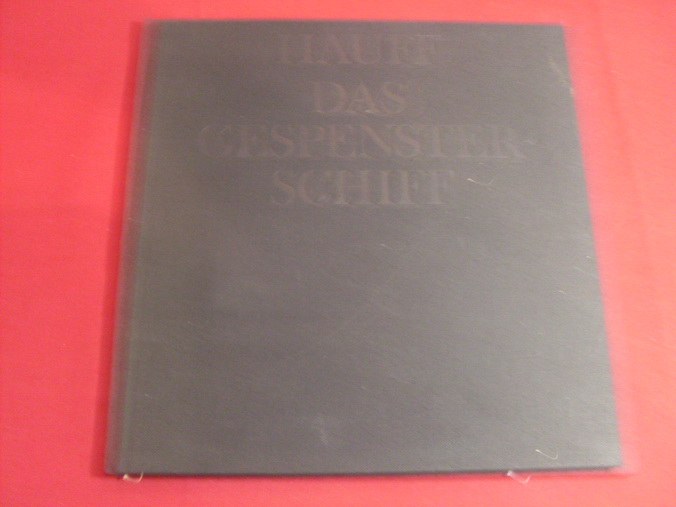 HAUFF
DAS
GESPENSTER-
SCHIFF